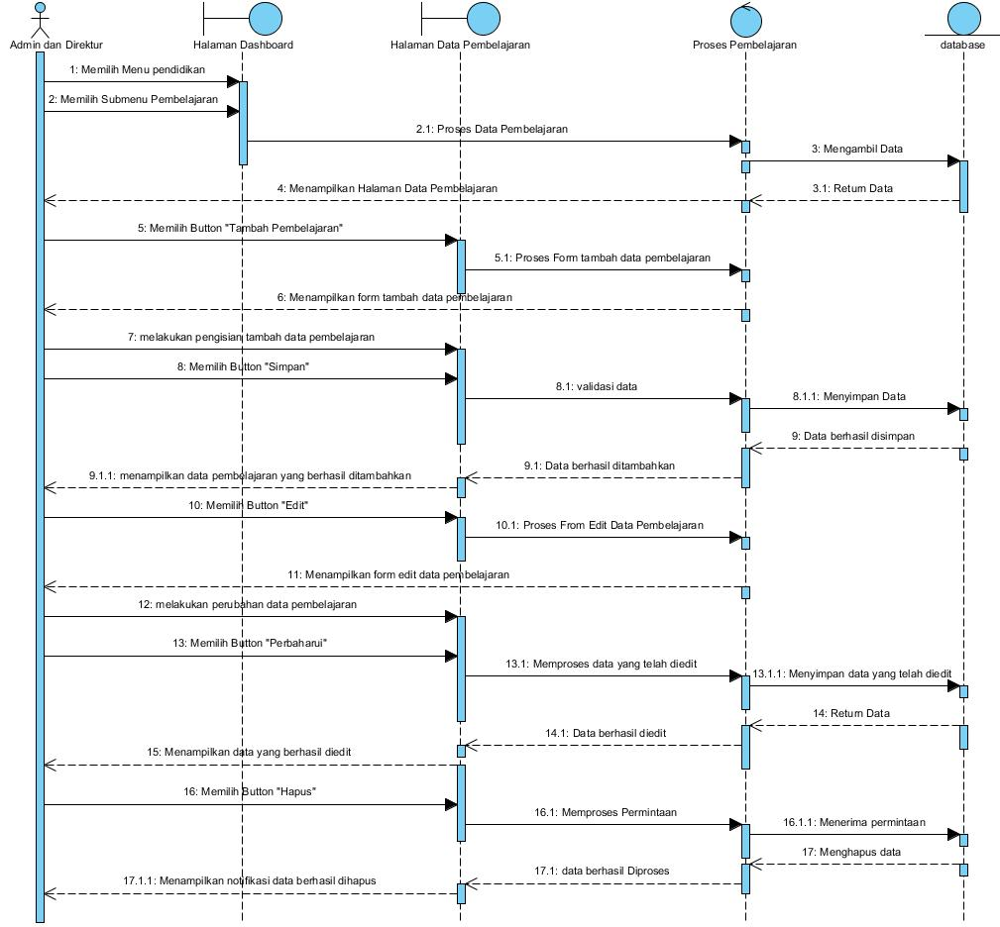 Admin dan Direktur
Halaman Dashboard
Halaman Data Pembelajaran
Proses Pembelajaran
database
1: Memilih Menu pendidikan
2: Memilih Submenu Pembelajaran
2.1: Proses Data Pembelajaran
3: Mengambil Data
4: Menampilkan Halaman Data Pembelajaran
3.1: Return Data
5: Memilih Button "Tambah Pembelajaran"
5.1: Proses Form tambah data pembelajaran
6: Menampilkan form tambah data pembelajaran
7: melakukan pengisian tambah data pembelajaran
8: Memilih Button "Simpan"
8.1: validasi data
8.1.1: Menyimpan Data
9: Data berhasil disimpan
9.1: Data berhasil ditambahkan
9.1.1: menampilkan data pembelajaran yang berhasil ditambahkan
10: Memilih Button "Edit"
10.1: Proses From Edit Data Pembelajaran
11: Menampilkan form edit data pembelajaran
12: melakukan perubahan data pembelajaran
13: Memilih Button "Perbaharui"
13.1: Memproses data yang telah diedit
13.1.1: Menyimpan data yang telah diedit
14: Return Data
14.1: Data berhasil diedit
15: Menampilkan data yang berhasil diedit
16: Memilih Button "Hapus"
16.1: Memproses Permintaan
16.1.1: Menerima permintaan
17: Menghapus data
17.1: data berhasil Diproses
17.1.1: Menampilkan notifikasi data berhasil dihapus